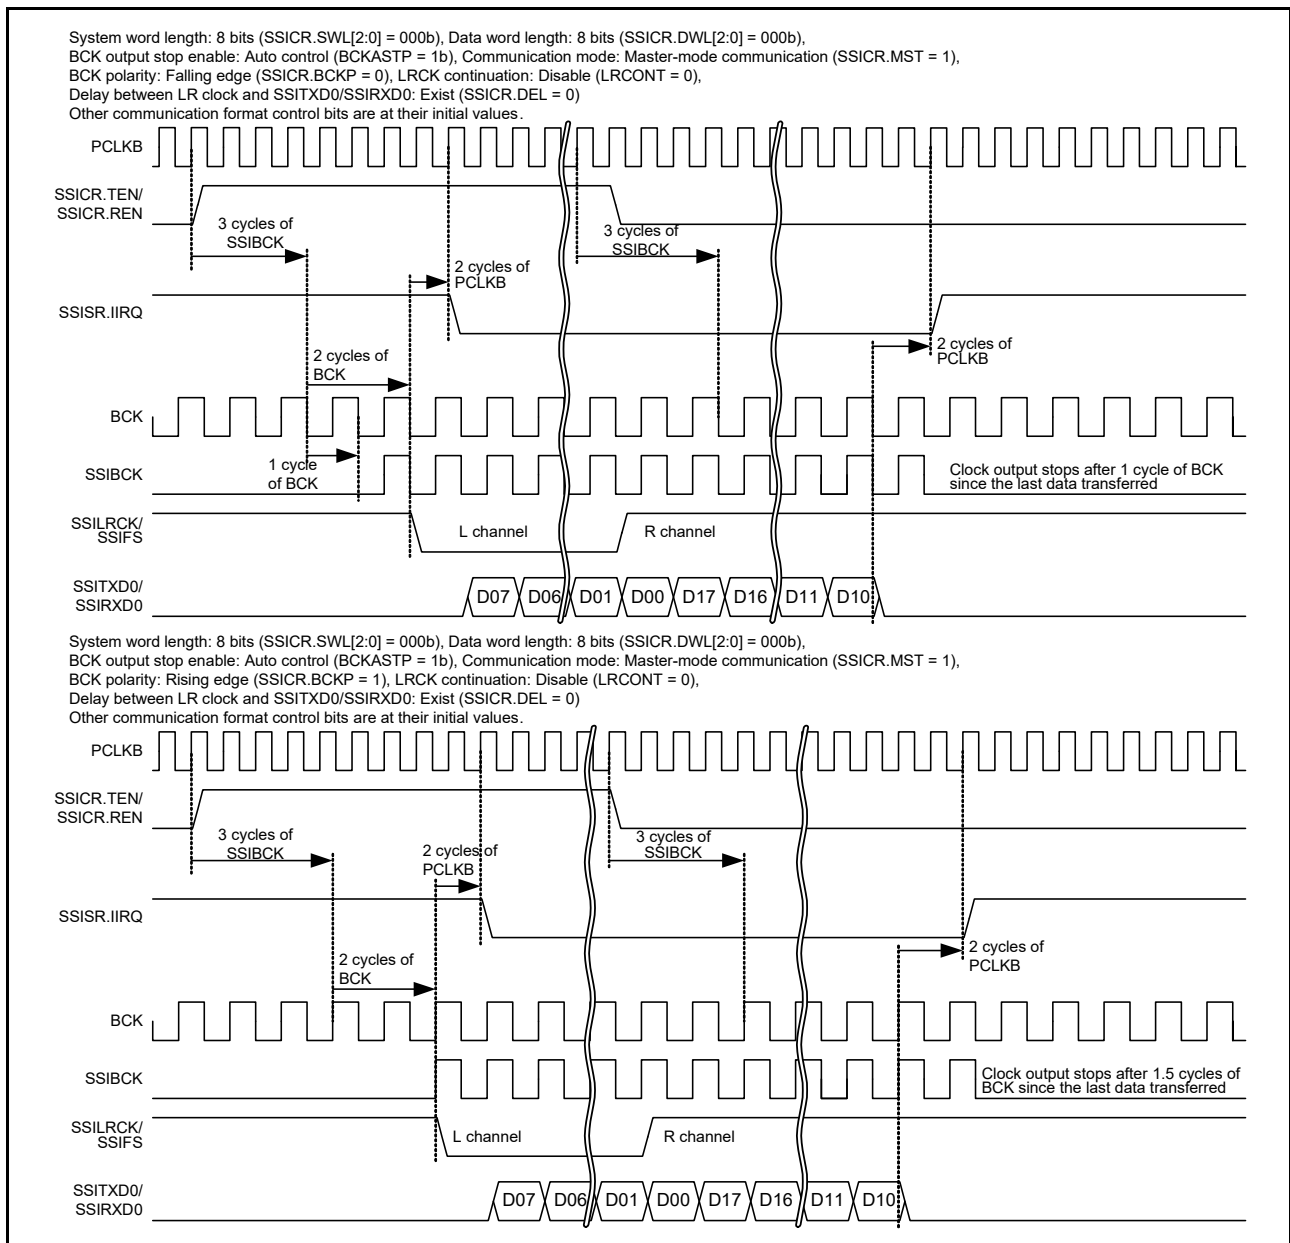 System word length: 8 bits (SSICR.SWL[2:0] = 000b), Data word length: 8 bits (SSICR.DWL[2:0] = 000b),
BCK output stop enable: Auto control (BCKASTP = 1b), Communication mode: Master-mode communication (SSICR.MST = 1),
BCK polarity: Falling edge (SSICR.BCKP = 0), LRCK continuation: Disable (LRCONT = 0),
Delay between LR clock and SSITXD0/SSIRXD0: Exist (SSICR.DEL = 0)
Other communication format control bits are at their initial values.
PCLKB
SSICR.TEN/
SSICR.REN
3 cycles of
SSIBCK
3 cycles of
SSIBCK
2 cycles of
PCLKB
SSISR.IIRQ
2 cycles of
BCK
2 cycles of
PCLKB
BCK
1 cycle
of BCK
SSIBCK
Clock output stops after 1 cycle of BCK
since the last data transferred
SSILRCK/
SSIFS
L channel
R channel
SSITXD0/
SSIRXD0
D07 D06 D01 D00 D17 D16 D11 D10
System word length: 8 bits (SSICR.SWL[2:0] = 000b), Data word length: 8 bits (SSICR.DWL[2:0] = 000b),
BCK output stop enable: Auto control (BCKASTP = 1b), Communication mode: Master-mode communication (SSICR.MST = 1),
BCK polarity: Rising edge (SSICR.BCKP = 1), LRCK continuation: Disable (LRCONT = 0),
Delay between LR clock and SSITXD0/SSIRXD0: Exist (SSICR.DEL = 0)
Other communication format control bits are at their initial values.
PCLKB
SSICR.TEN/
SSICR.REN
3 cycles of
SSIBCK
2 cycles of
PCLKB
3 cycles of
SSIBCK
SSISR.IIRQ
2 cycles of
BCK
2 cycles of
PCLKB
BCK
SSIBCK
Clock output stops after 1.5 cycles of
BCK since the last data transferred
SSILRCK/
SSIFS
L channel
R channel
SSITXD0/
SSIRXD0
D07 D06 D01 D00 D17 D16 D11 D10